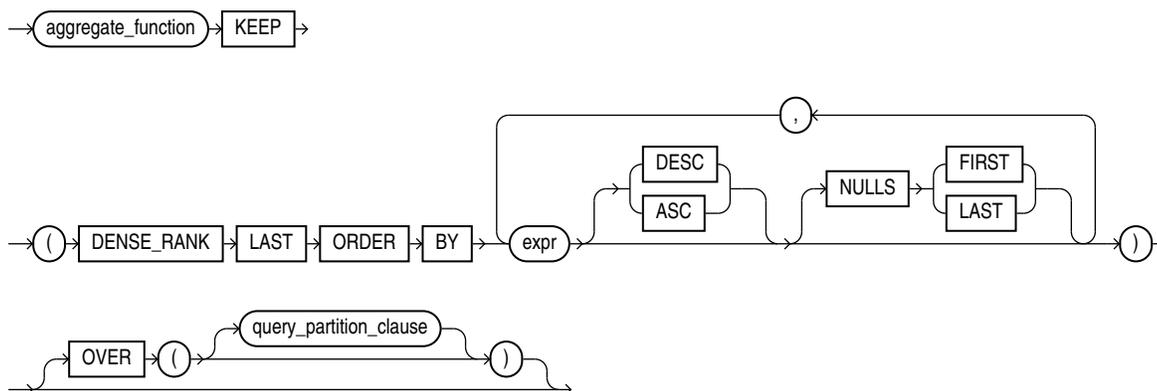 aggregate_function KEEP
,
DESC FIRST
NULLS
ASC LAST
( DENSE_RANK LAST ORDER BY expr )
query_partition_clause
OVER ( )